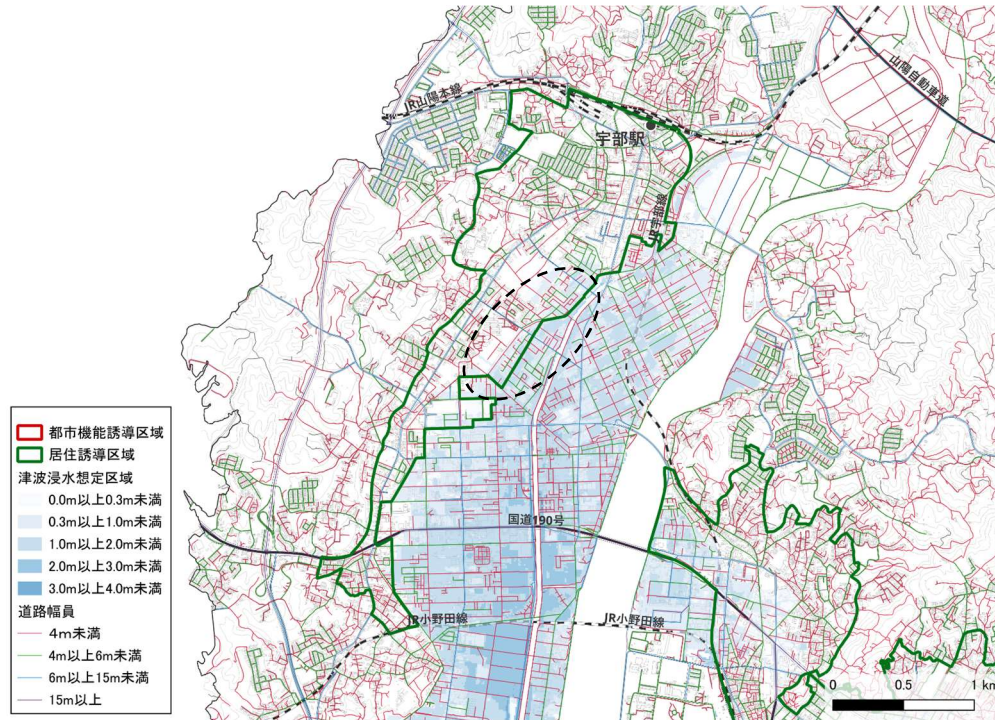 山陽自動車道
JR山陽本線
宇部駅
JR宇部線
国道190号
JR小野田線
JR小野田線
都市機能誘導区域
居住誘導区域
津波浸水想定区域
0.0m以上0.3m未満
0.3m以上1.0m未満
1.0m以上2.0m未満
2.0m以上3.0m未満
3.0m以上4.0m未満
道路幅員
4m未満
4m以上6m未満
6m以上15m未満
15m以上
0 0.5 1 km